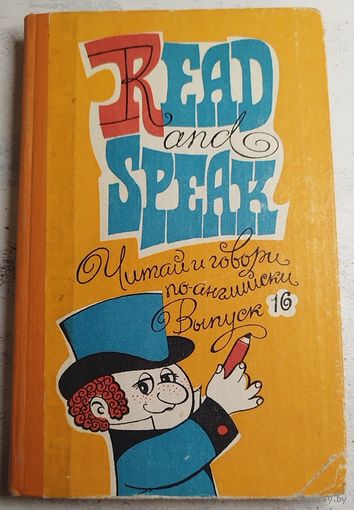 READ
and
SPEAK
Читай и говори
по-английски
Выпуск 16